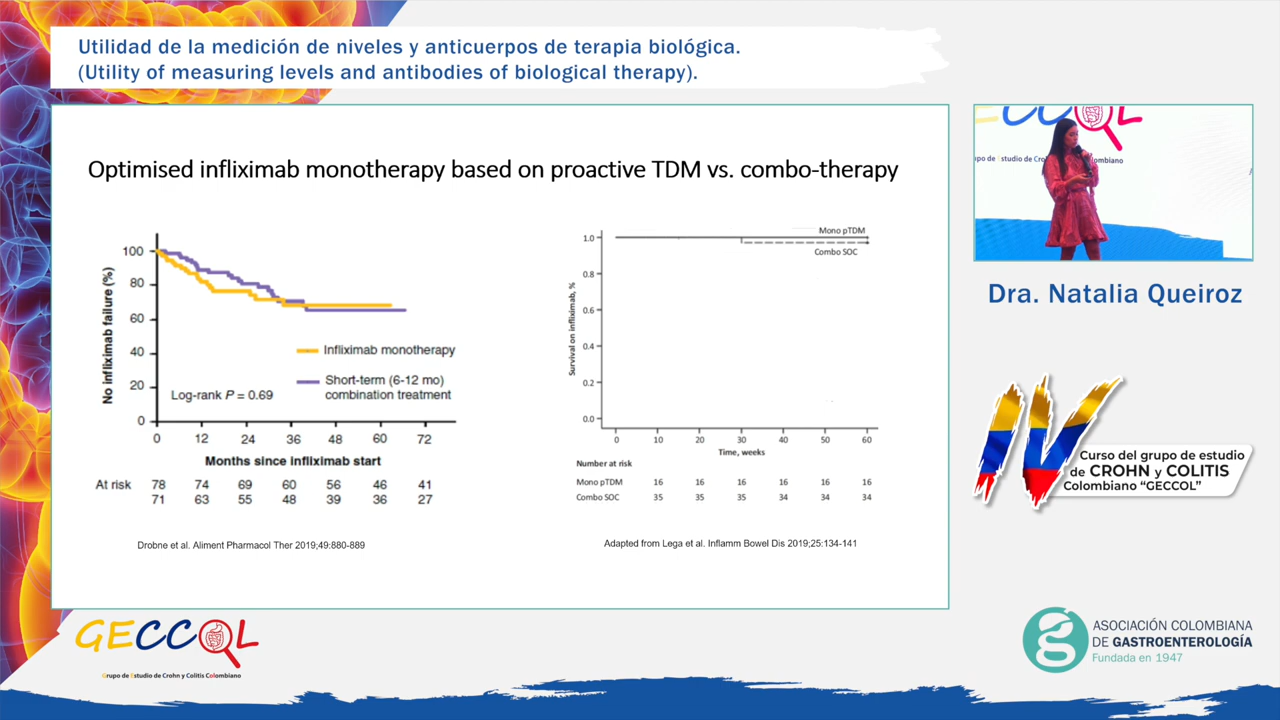 Utilidad de la medición de niveles y anticuerpos de terapia biológica.
(Utility of measuring levels and antibodies of biological therapy).
Optimised infliximab monotherapy based on proactive TDM vs. combo-therapy
No infliximab failure (%)
100
80
60
40
20
0
Infliximab monotherapy
Short-term (6-12 mo)
combination treatment
Log-rank P = 0.69
0 12 24 36 48 60 72
Months since infliximab start
At risk 78 74 69 60 56 46 41
71 63 55 48 39 36 27
Drobne et al. Aliment Pharmacol Ther 2019;49:880-889
Survival on infliximab, %
1.0
0.8
0.6
0.4
0.2
0.0
Mono pTDM
Combo SOC
0 10 20 30 40 50 60
Time, weeks
Number at risk
Mono pTDM 16 16 16 16 16 16
Combo SOC 35 35 35 34 34 34
Adapted from Lega et al. Inflamm Bowel Dis 2019;25:134-141
Dra. Natalia Queiroz
IV
Curso del grupo de estudio
de CROHN y COLITIS
Colombiano “GECCOL”
GECCOL
Grupo de Estudio de Crohn y Colitis Colombiano
ASOCIACIÓN COLOMBIANA
DE GASTROENTEROLOGÍA
Fundada en 1947